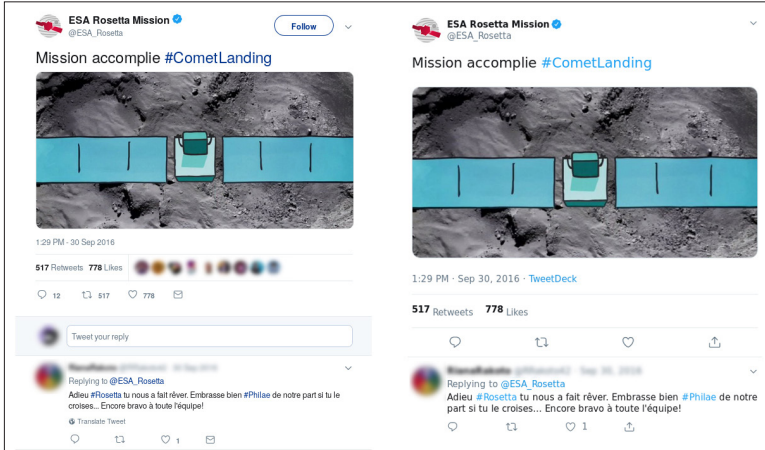 ESA Rosetta Mission
@ESA_Rosetta
Follow
Mission accomplie #CometLanding
1:29 PM - 30 Sep 2016
517 Retweets 778 Likes
12 517 778
Tweet your reply
Replying to @ESA_Rosetta
Adieu #Rosetta tu nous a fait rêver. Embrasse bien #Philae de notre part si tu le
croises... Encore bravo à toute l'équipe!
Translate Tweet
1
ESA Rosetta Mission
@ESA_Rosetta
Mission accomplie #CometLanding
1:29 PM · Sep 30, 2016 · TweetDeck
517 Retweets 778 Likes
Replying to @ESA_Rosetta
Adieu #Rosetta tu nous a fait rêver. Embrasse bien #Philae de notre
part si tu le croises... Encore bravo à toute l'équipe!
1